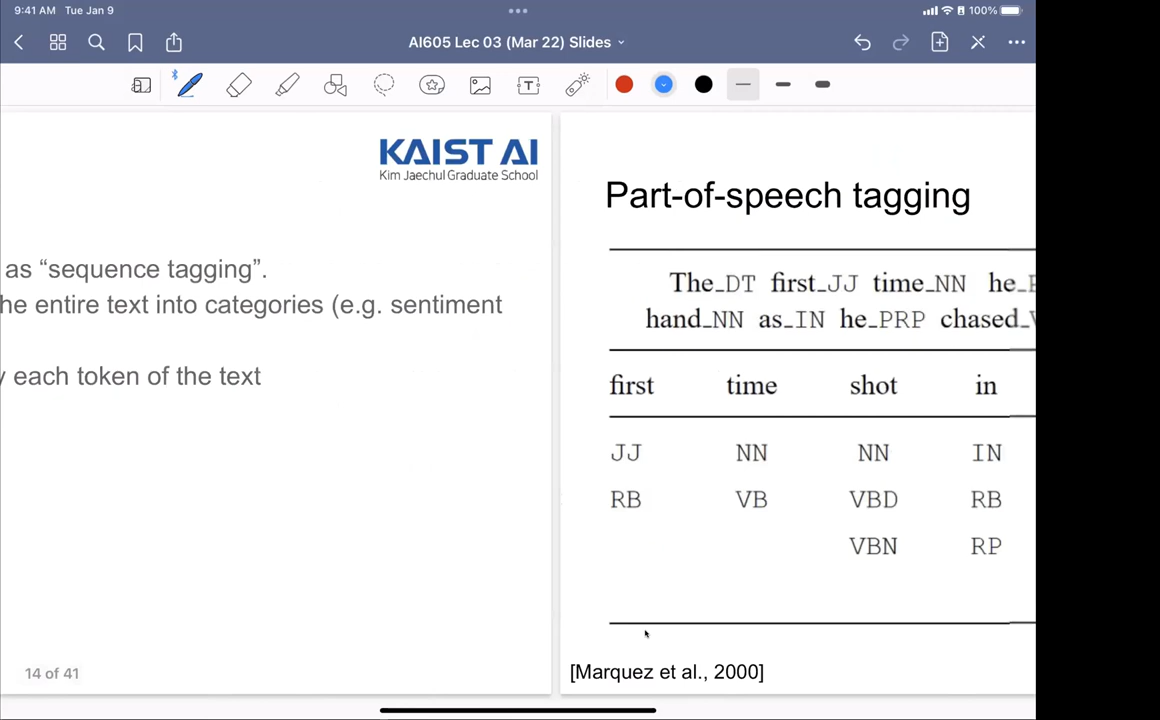 9:41 AM Tue Jan 9
100%
AI605 Lec 03 (Mar 22) Slides
T
KAIST AI
Kim Jaechul Graduate School
as “sequence tagging”.
he entire text into categories (e.g. sentiment
each token of the text
14 of 41
Part-of-speech tagging
The_DT first_JJ time_NN he_
hand_NN as_IN he_PRP chased_
first time shot in
JJ NN NN IN
RB VB VBD RB
VBN RP
[Marquez et al., 2000]